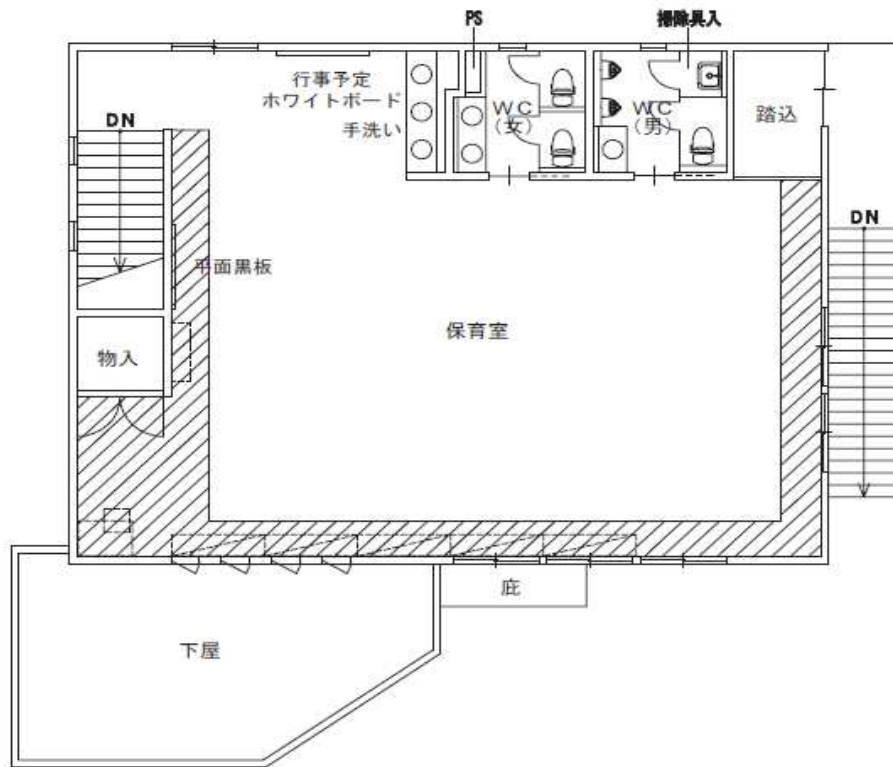 PS
掃除具入
行事予定
ホワイトボード
手洗い
WC
(女)
WC
(男)
踏込
DN
DN
平面黒板
保育室
物入
庇
下屋